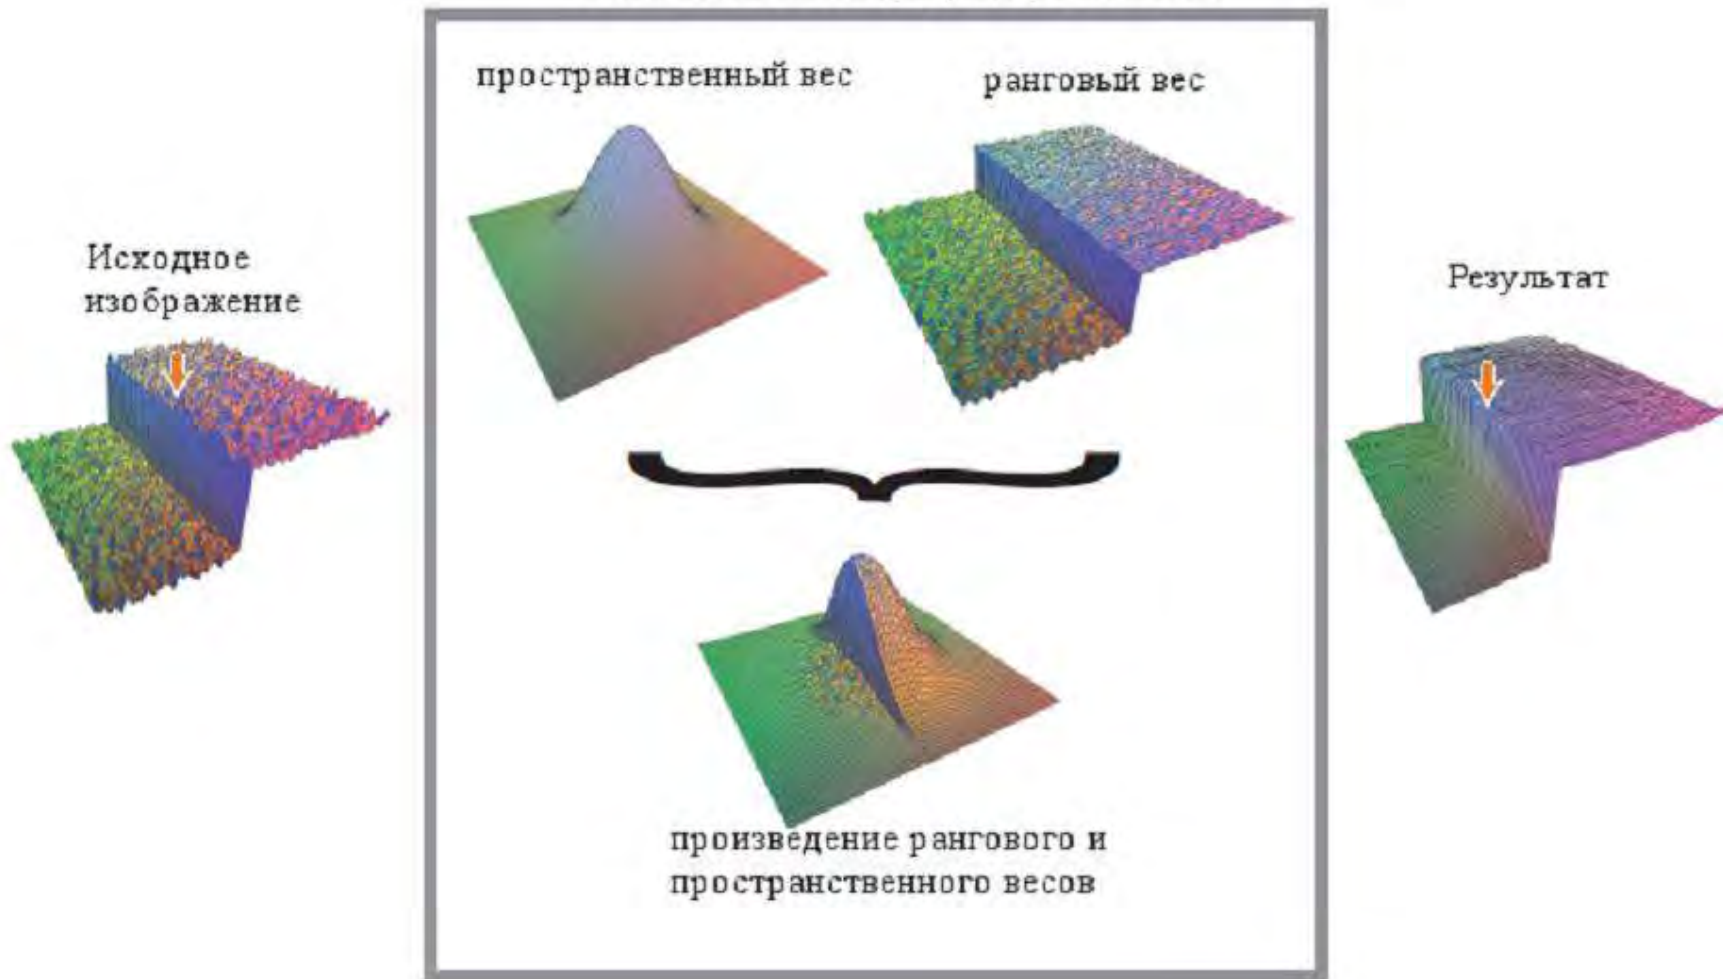 пространственный вес
ранговый вес
Исходное
изображение
Результат
произведение рангового и
пространственного весов